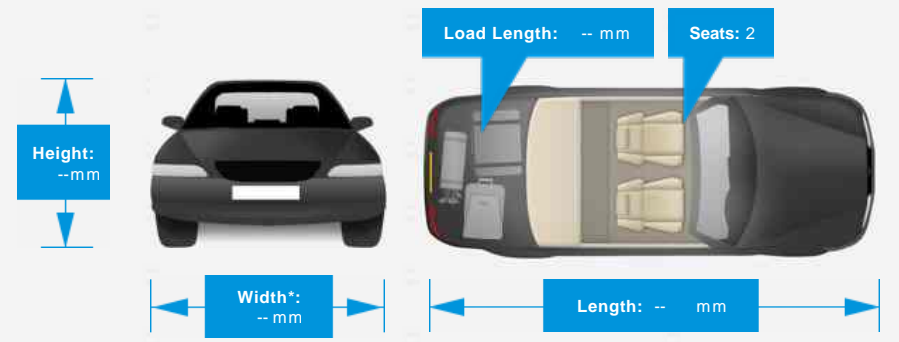 Load Length: -- mm
Seats: 2
Height:
--mm
Width*:
-- mm
Length: -- mm